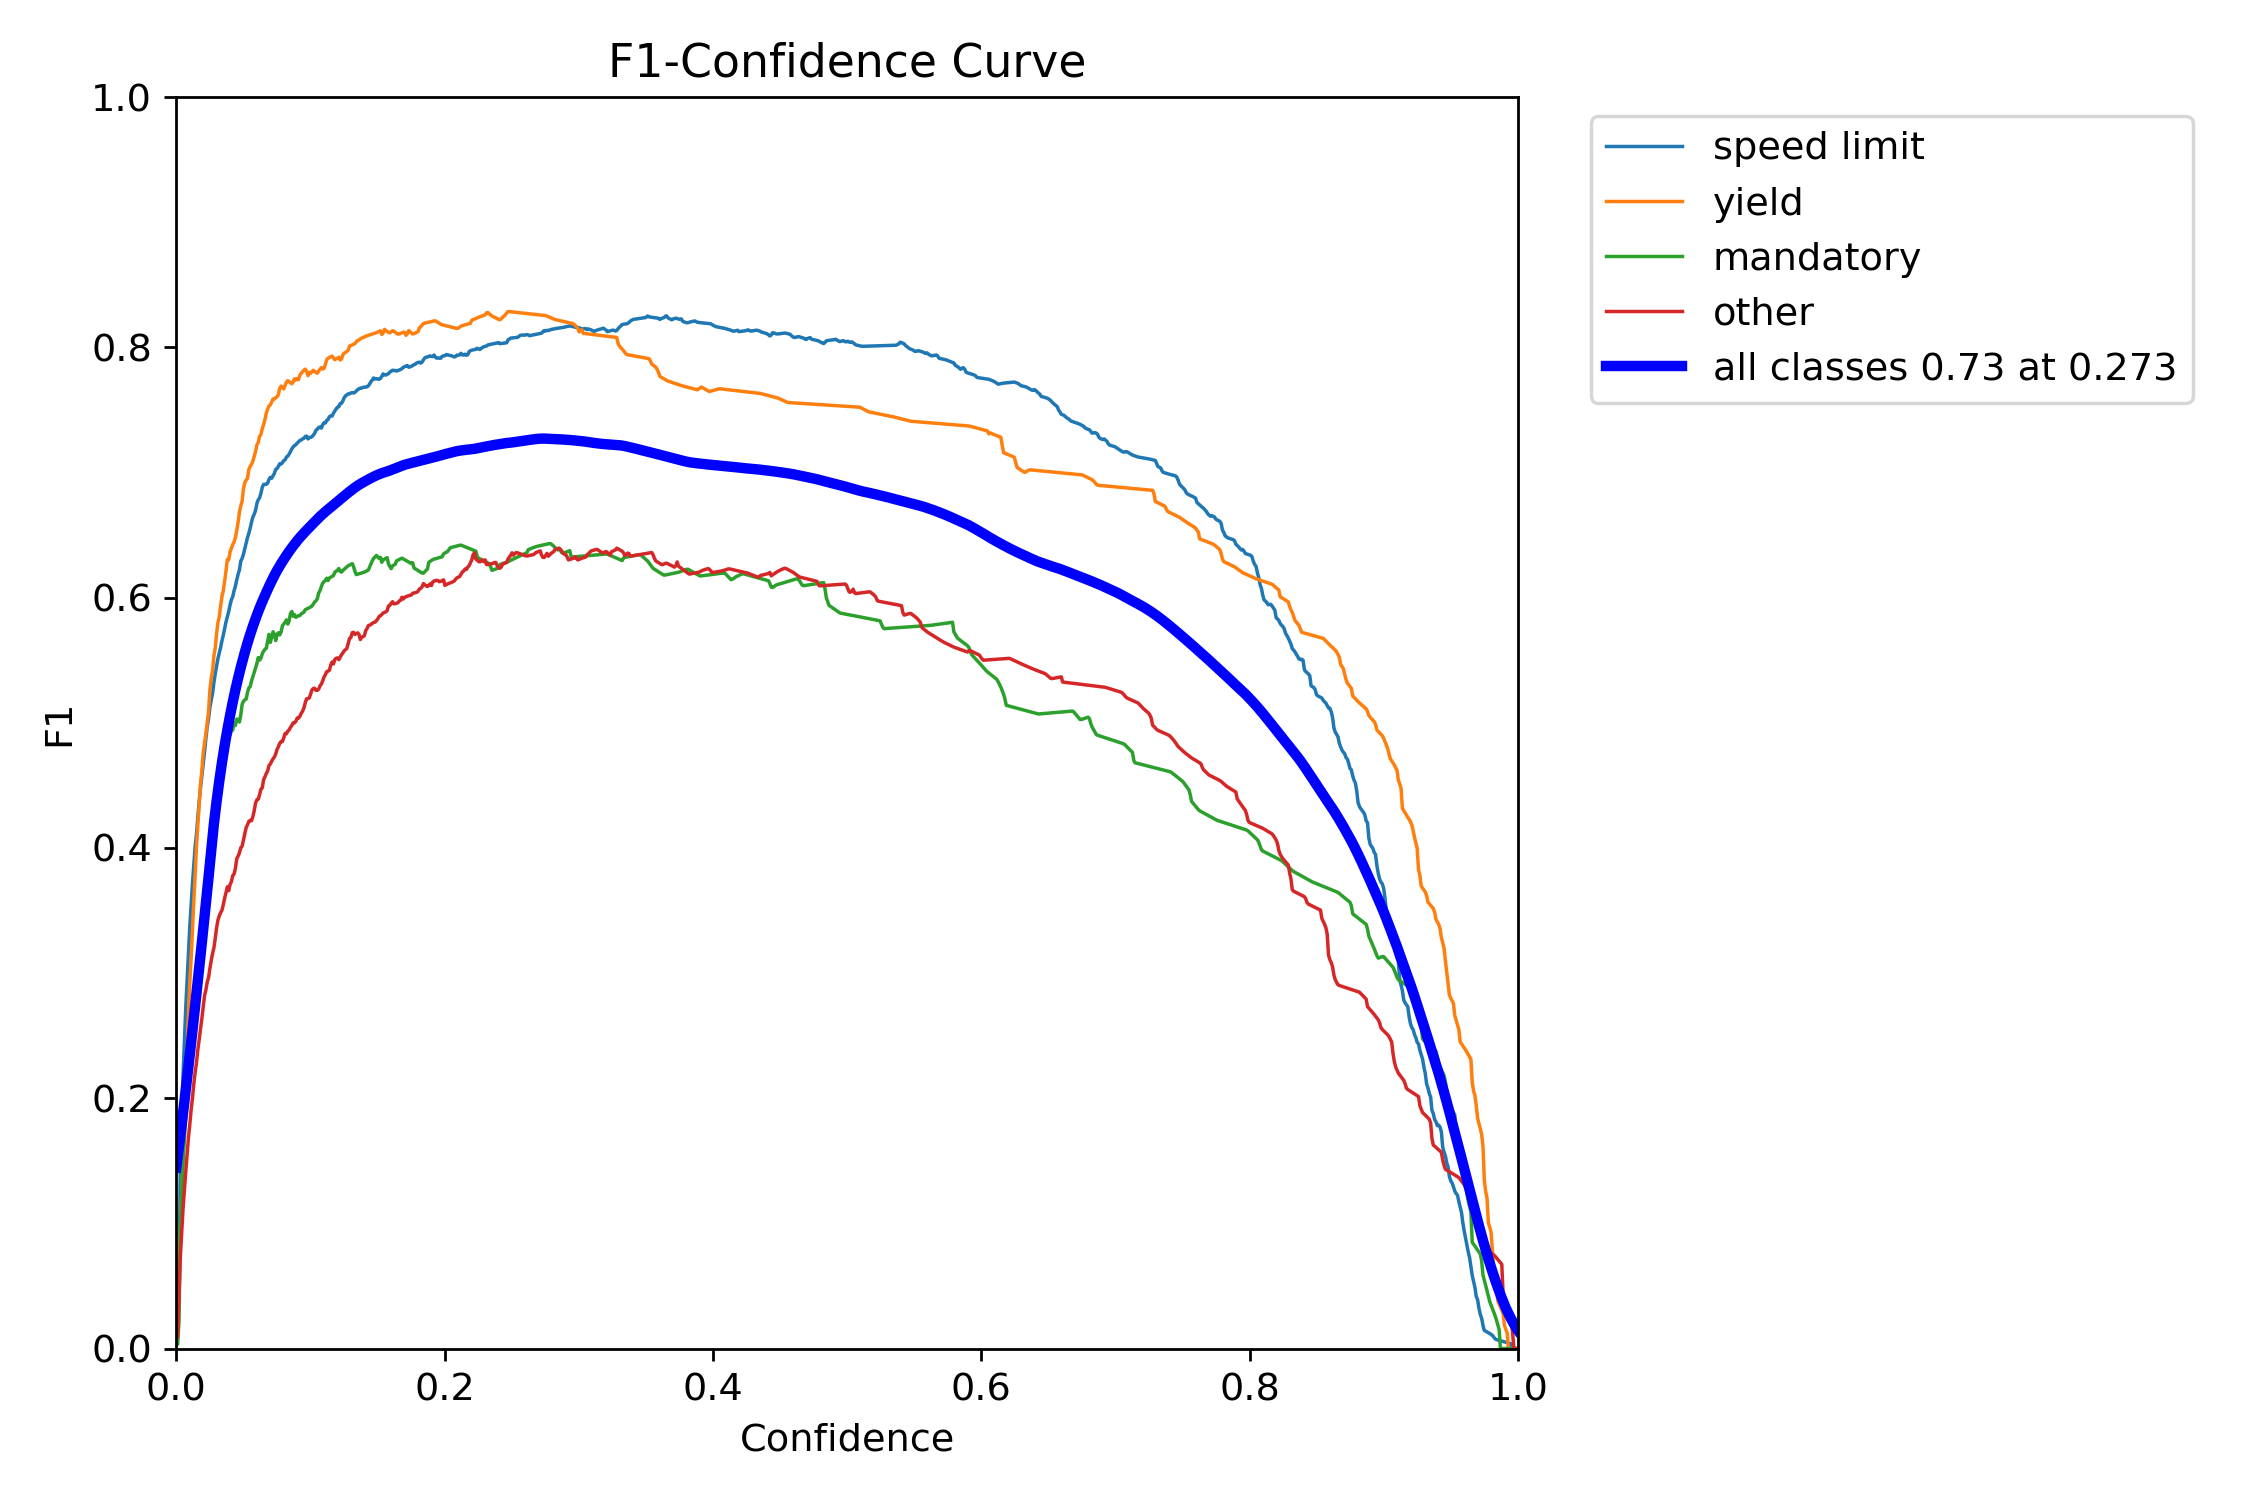 F1-Confidence Curve
1.0
0.8
0.6
0.4
0.2
0.0
F1
0.0 0.2 0.4 0.6 0.8 1.0
Confidence
speed limit
yield
mandatory
other
all classes 0.73 at 0.273